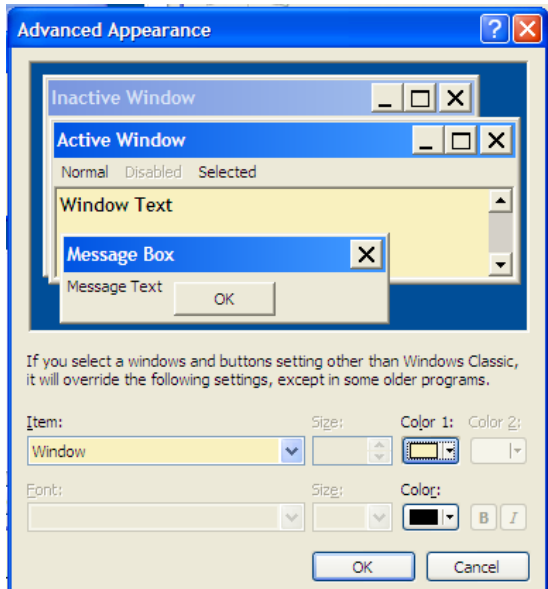 Advanced Appearance
Inactive Window
Active Window
Normal Disabled Selected
Window Text
Message Box
Message Text
OK
If you select a windows and buttons setting other than Windows Classic,
it will override the following settings, except in some older programs.
Item: Size: Color 1: Color 2:
Window
Font: Size: Color:
B I
OK Cancel